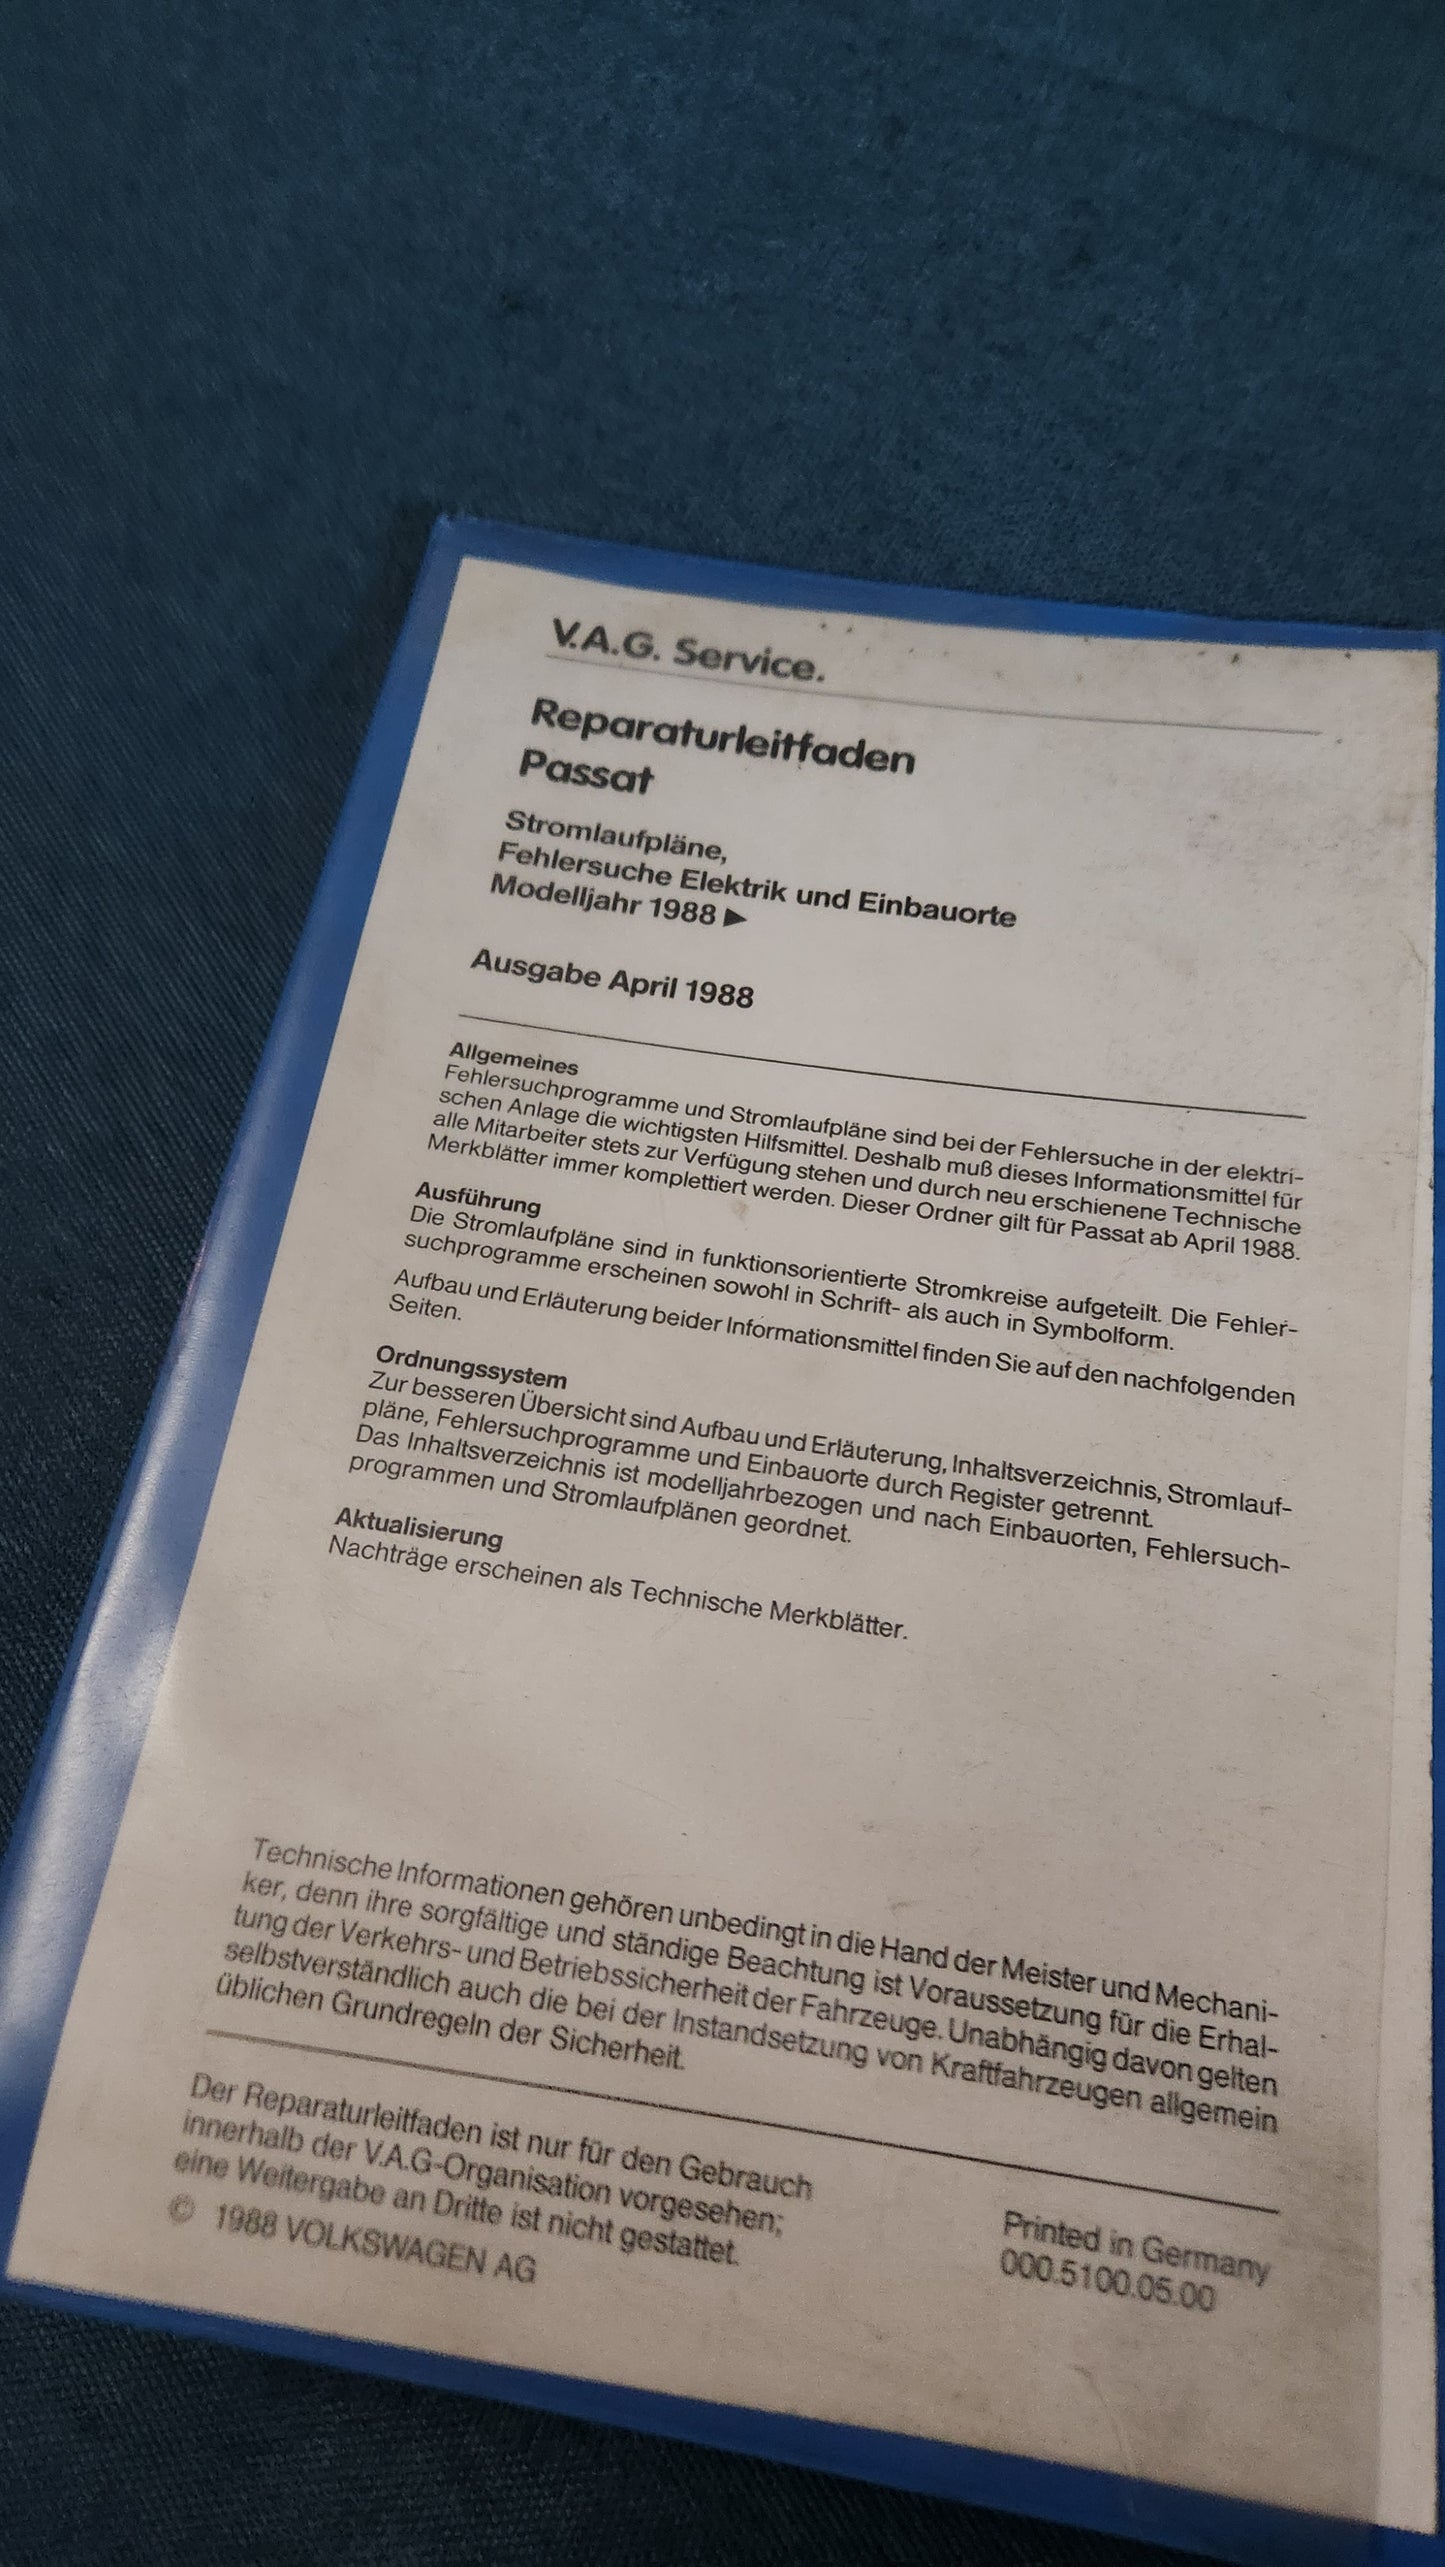 V.A.G. Service.
Reparaturleitfaden
Passat
Stromlaufpläne,
Fehlersuche Elektrik und Einbauorte
Modelljahr 1988 ▶
Ausgabe April 1988
Allgemeines
Fehlersuchprogramme und Stromlaufpläne sind bei der Fehlersuche in der elektri-
schen Anlage die wichtigsten Hilfsmittel. Deshalb muß dieses Informationsmittel für
alle Mitarbeiter stets zur Verfügung stehen und durch neu erschienene Technische
Merkblätter immer komplettiert werden. Dieser Ordner gilt für Passat ab April 1988.
Ausführung
Die Stromlaufpläne sind in funktionsorientierte Stromkreise aufgeteilt. Die Fehler-
suchprogramme erscheinen sowohl in Schrift- als auch in Symbolform.
Aufbau und Erläuterung beider Informationsmittel finden Sie auf den nachfolgenden
Seiten.
Ordnungssystem
Zur besseren Übersicht sind Aufbau und Erläuterung, Inhaltsverzeichnis, Stromlauf-
pläne, Fehlersuchprogramme und Einbauorte durch Register getrennt.
Das Inhaltsverzeichnis ist modelljahrbezogen und nach Einbauorten, Fehlersuch-
programmen und Stromlaufplänen geordnet.
Aktualisierung
Nachträge erscheinen als Technische Merkblätter.
Technische Informationen gehören unbedingt in die Hand der Meister und Mechani-
ker, denn ihre sorgfältige und ständige Beachtung ist Voraussetzung für die Erhal-
tung der Verkehrs- und Betriebssicherheit der Fahrzeuge. Unabhängig davon gelten
selbstverständlich auch die bei der Instandsetzung von Kraftfahrzeugen allgemein
üblichen Grundregeln der Sicherheit.
Der Reparaturleitfaden ist nur für den Gebrauch
innerhalb der V.A.G-Organisation vorgesehen;
eine Weitergabe an Dritte ist nicht gestattet.
© 1988 VOLKSWAGEN AG
Printed in Germany
000.5100.05.00